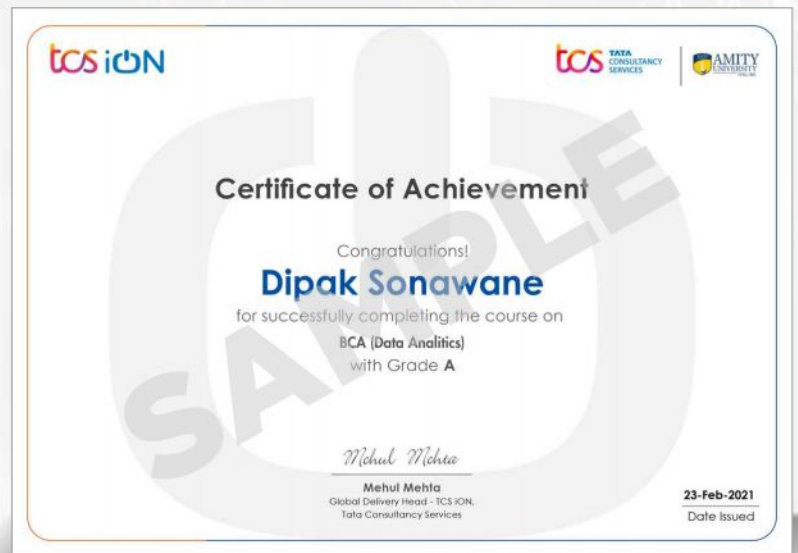 tcs iON
tcs TATA CONSULTANCY SERVICES
AMITY UNIVERSITY
Certificate of Achievement
Congratulations!
Dipak Sonawane
for successfully completing the course on
BCA (Data Analitics)
with Grade A
SAMPLE
Mehul Mehta
Mehul Mehta
Global Delivery Head - TCS iON,
Tata Consultancy Services
23-Feb-2021
Date Issued